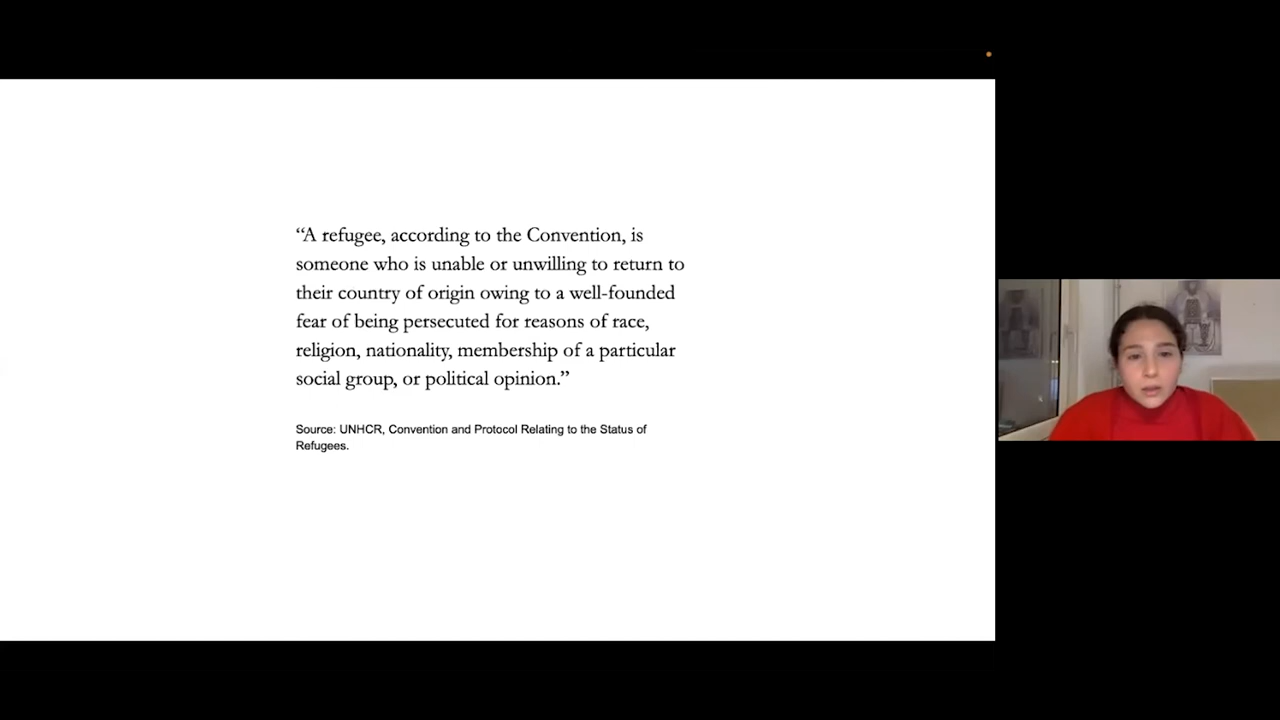 “A refugee, according to the Convention, is
someone who is unable or unwilling to return to
their country of origin owing to a well-founded
fear of being persecuted for reasons of race,
religion, nationality, membership of a particular
social group, or political opinion.”
Source: UNHCR, Convention and Protocol Relating to the Status of
Refugees.